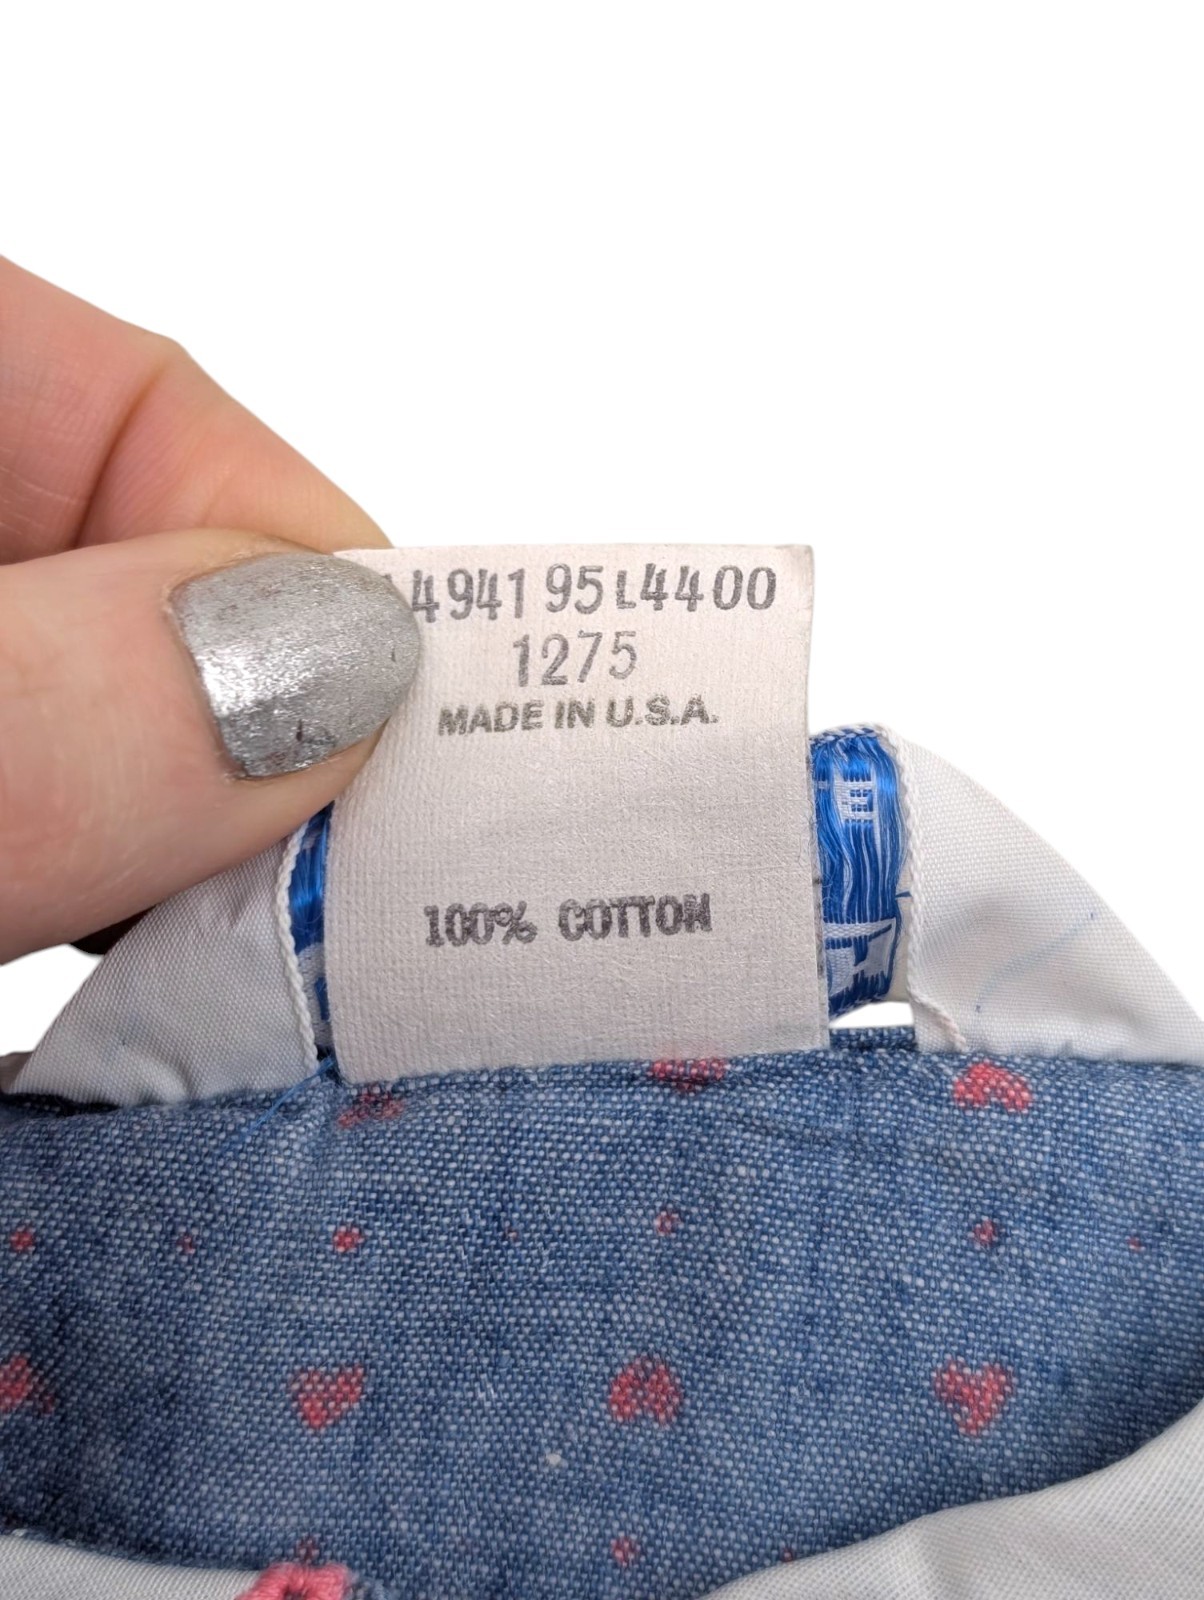 4941 95L4400
1275
MADE IN U.S.A.
100% COTTON